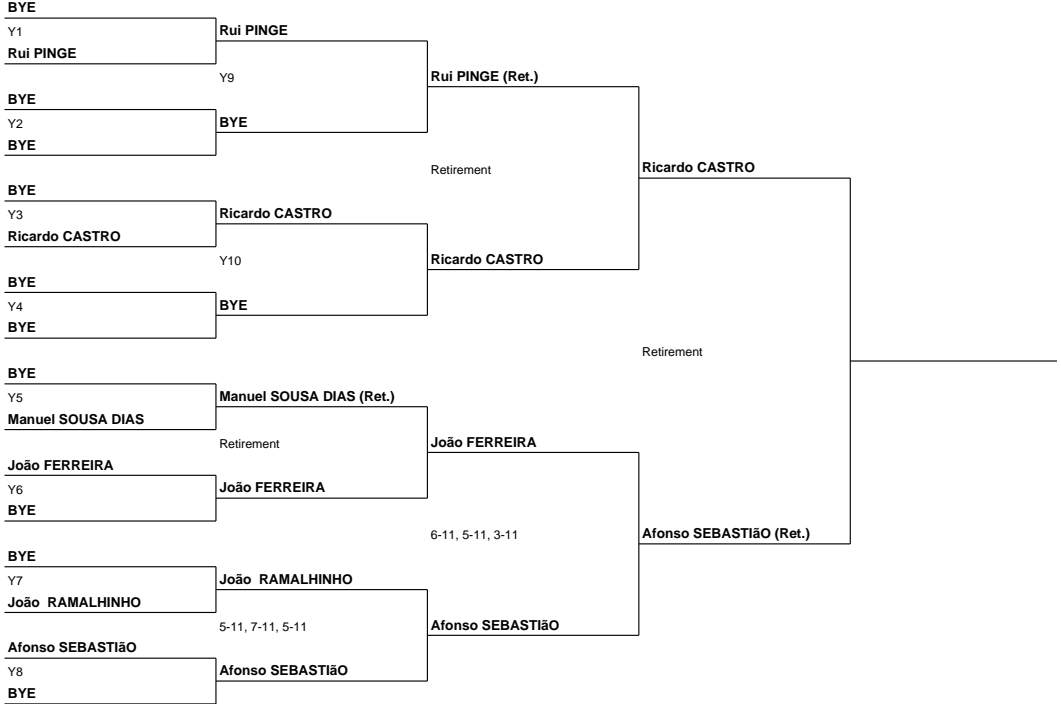 BYE
Y1
Rui PINGE
Rui PINGE
Y9
Rui PINGE (Ret.)
BYE
Y2
BYE
BYE
Retirement
Ricardo CASTRO
BYE
Y3
Ricardo CASTRO
Ricardo CASTRO
Y10
Ricardo CASTRO
BYE
Y4
BYE
BYE
Retirement
BYE
Y5
Manuel SOUSA DIAS (Ret.)
Manuel SOUSA DIAS
Retirement
João FERREIRA
João FERREIRA
Y6
João FERREIRA
BYE
6-11, 5-11, 3-11
Afonso SEBASTIãO (Ret.)
BYE
Y7
João  RAMALHINHO
João  RAMALHINHO
5-11, 7-11, 5-11
Afonso SEBASTIãO
Afonso SEBASTIãO
Y8
Afonso SEBASTIãO
BYE